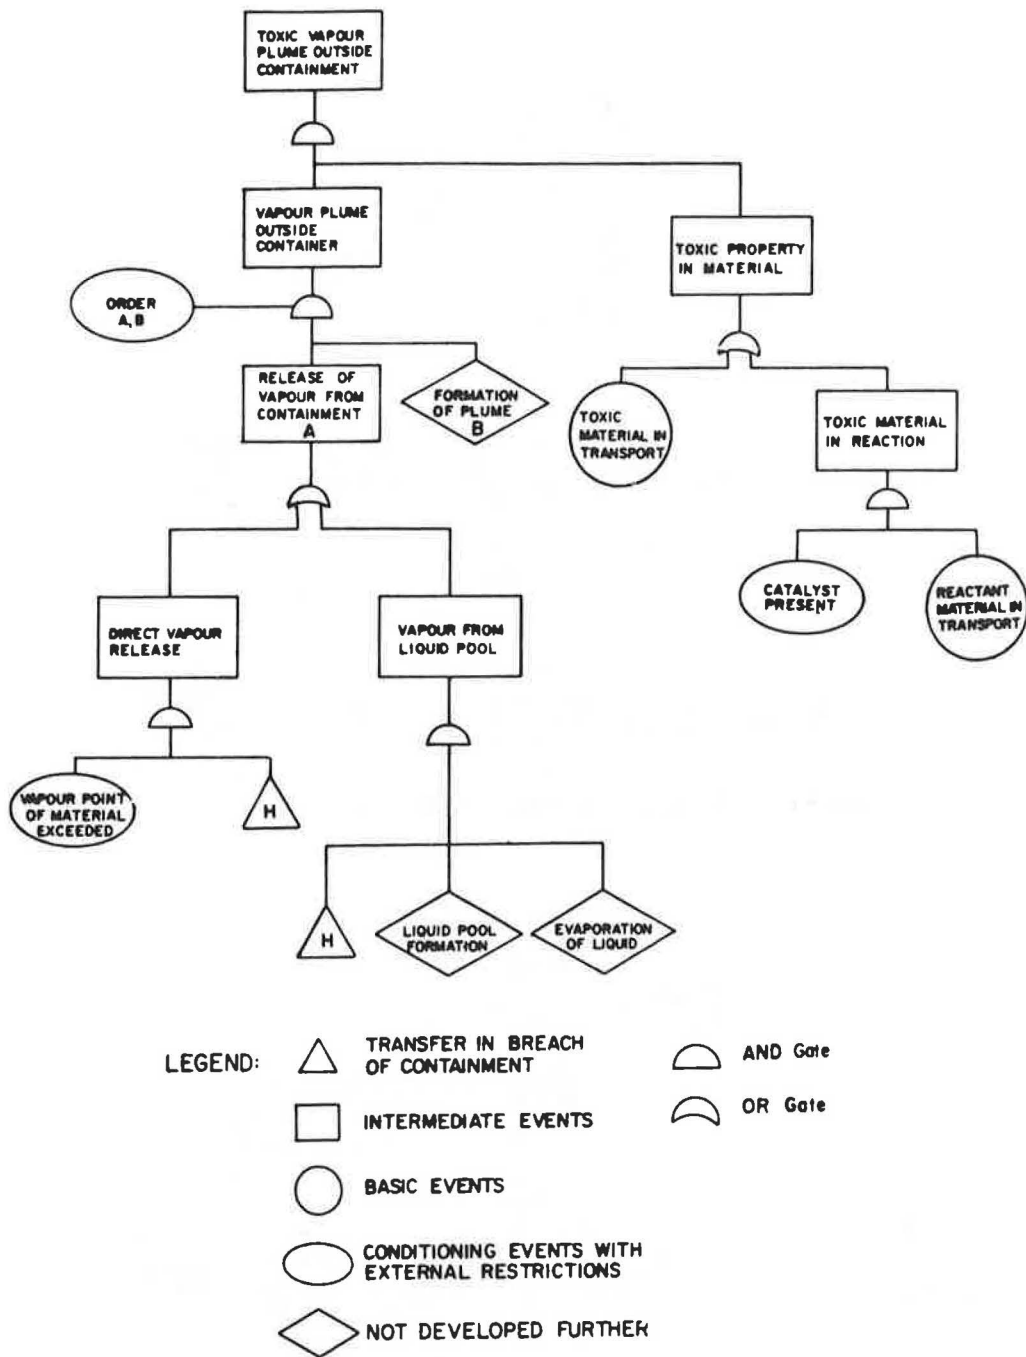 TOXIC VAPOUR
PLUME OUTSIDE
CONTAINMENT
VAPOUR PLUME
OUTSIDE
CONTAINER
TOXIC PROPERTY
IN MATERIAL
ORDER
A, B
RELEASE OF
VAPOUR FROM
CONTAINMENT
A
FORMATION
OF PLUME
B
TOXIC
MATERIAL IN
TRANSPORT
TOXIC MATERIAL
IN REACTION
DIRECT VAPOUR
RELEASE
VAPOUR FROM
LIQUID POOL
CATALYST
PRESENT
REACTANT
MATERIAL IN
TRANSPORT
VAPOUR POINT
OF MATERIAL
EXCEEDED
H
H
LIQUID POOL
FORMATION
EVAPORATION
OF LIQUID
LEGEND:
TRANSFER IN BREACH
OF CONTAINMENT
AND Gate
INTERMEDIATE EVENTS
OR Gate
BASIC EVENTS
CONDITIONING EVENTS WITH
EXTERNAL RESTRICTIONS
NOT DEVELOPED FURTHER